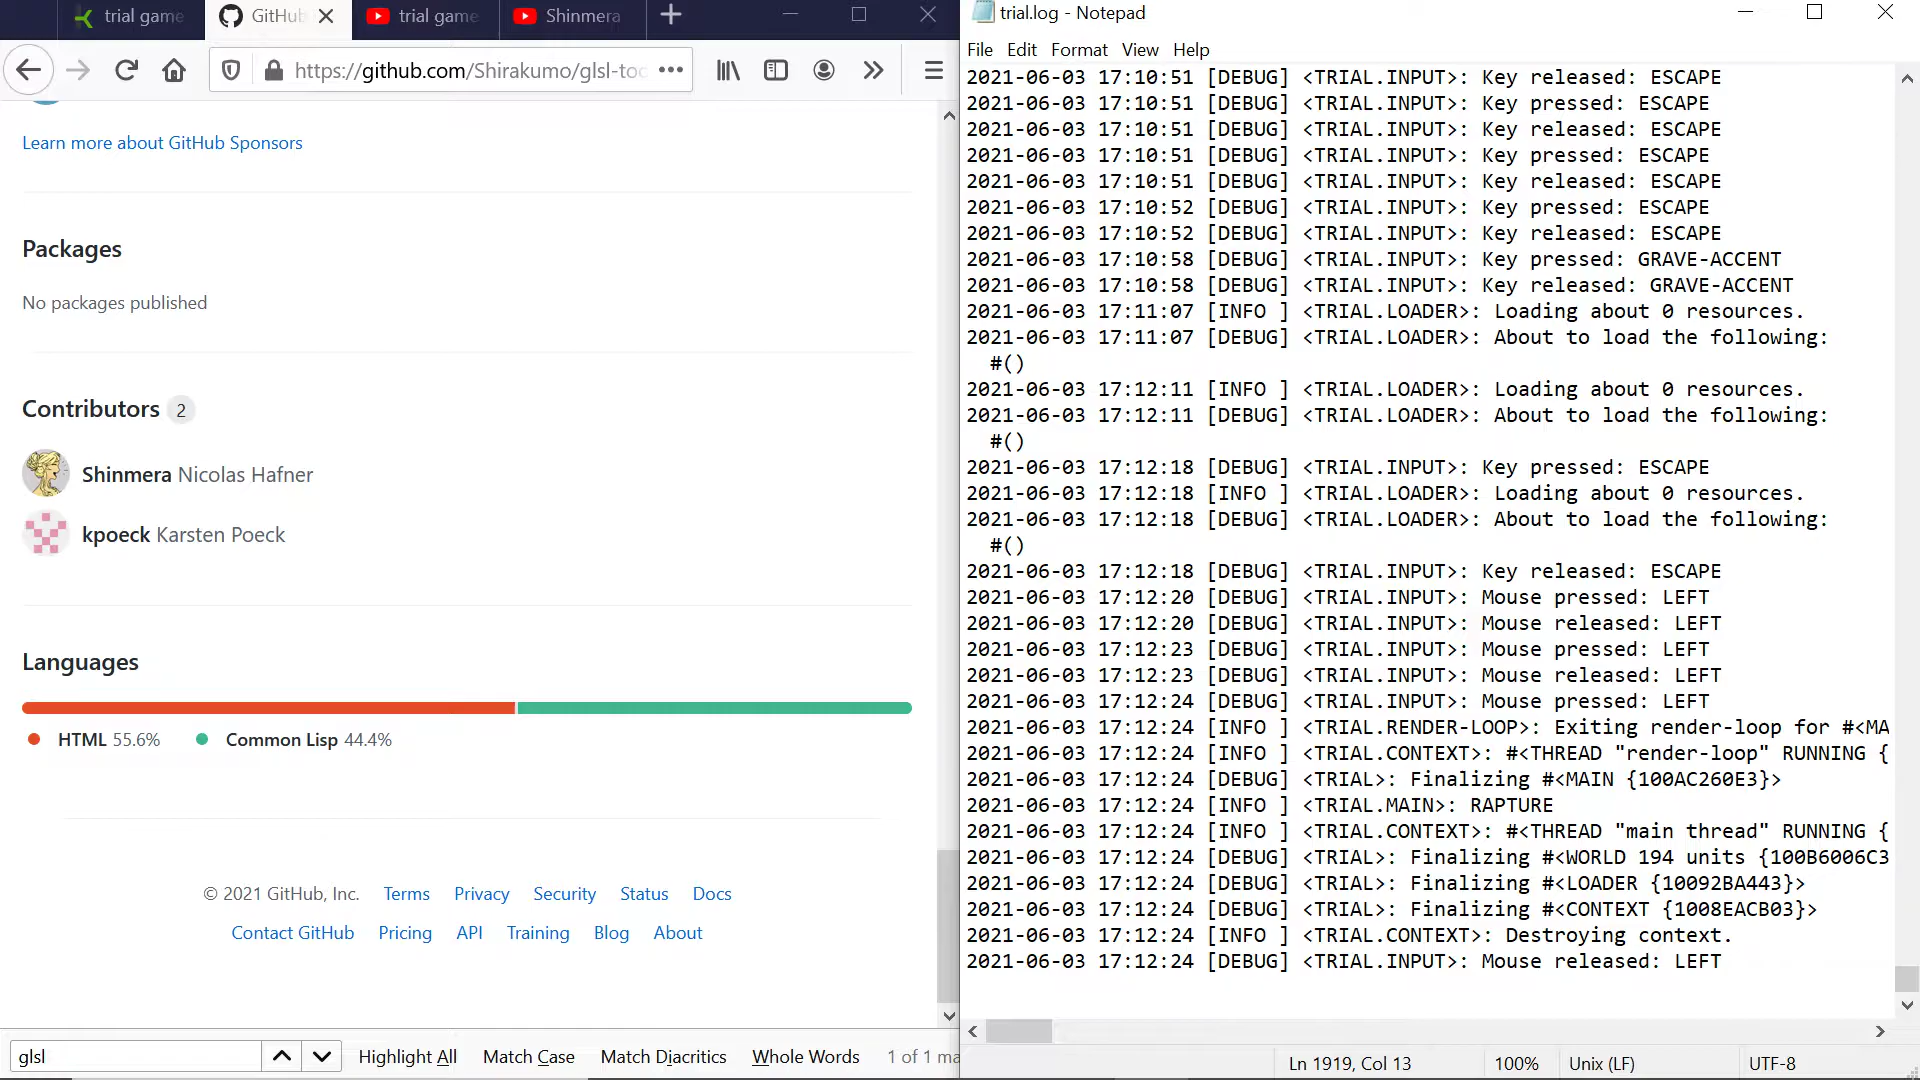 trial game
GitHub
trial game
Shinmera
https://github.com/Shirakumo/glsl-too
Learn more about GitHub Sponsors
Packages
No packages published
Contributors 2
Shinmera Nicolas Hafner
kpoeck Karsten Poeck
Languages
HTML 55.6% Common Lisp 44.4%
© 2021 GitHub, Inc. Terms Privacy Security Status Docs
Contact GitHub Pricing API Training Blog About
glsl Highlight All Match Case Match Diacritics Whole Words 1 of 1 ma
trial.log - Notepad
File Edit Format View Help
2021-06-03 17:10:51 [DEBUG] <TRIAL.INPUT>: Key released: ESCAPE
2021-06-03 17:10:51 [DEBUG] <TRIAL.INPUT>: Key pressed: ESCAPE
2021-06-03 17:10:51 [DEBUG] <TRIAL.INPUT>: Key released: ESCAPE
2021-06-03 17:10:51 [DEBUG] <TRIAL.INPUT>: Key pressed: ESCAPE
2021-06-03 17:10:51 [DEBUG] <TRIAL.INPUT>: Key released: ESCAPE
2021-06-03 17:10:52 [DEBUG] <TRIAL.INPUT>: Key pressed: ESCAPE
2021-06-03 17:10:52 [DEBUG] <TRIAL.INPUT>: Key released: ESCAPE
2021-06-03 17:10:58 [DEBUG] <TRIAL.INPUT>: Key pressed: GRAVE-ACCENT
2021-06-03 17:10:58 [DEBUG] <TRIAL.INPUT>: Key released: GRAVE-ACCENT
2021-06-03 17:11:07 [INFO ] <TRIAL.LOADER>: Loading about 0 resources.
2021-06-03 17:11:07 [DEBUG] <TRIAL.LOADER>: About to load the following:
#()
2021-06-03 17:12:11 [INFO ] <TRIAL.LOADER>: Loading about 0 resources.
2021-06-03 17:12:11 [DEBUG] <TRIAL.LOADER>: About to load the following:
#()
2021-06-03 17:12:18 [DEBUG] <TRIAL.INPUT>: Key pressed: ESCAPE
2021-06-03 17:12:18 [INFO ] <TRIAL.LOADER>: Loading about 0 resources.
2021-06-03 17:12:18 [DEBUG] <TRIAL.LOADER>: About to load the following:
#()
2021-06-03 17:12:18 [DEBUG] <TRIAL.INPUT>: Key released: ESCAPE
2021-06-03 17:12:20 [DEBUG] <TRIAL.INPUT>: Mouse pressed: LEFT
2021-06-03 17:12:20 [DEBUG] <TRIAL.INPUT>: Mouse released: LEFT
2021-06-03 17:12:23 [DEBUG] <TRIAL.INPUT>: Mouse pressed: LEFT
2021-06-03 17:12:23 [DEBUG] <TRIAL.INPUT>: Mouse released: LEFT
2021-06-03 17:12:24 [DEBUG] <TRIAL.INPUT>: Mouse pressed: LEFT
2021-06-03 17:12:24 [INFO ] <TRIAL.RENDER-LOOP>: Exiting render-loop for #<MA
2021-06-03 17:12:24 [INFO ] <TRIAL.CONTEXT>: #<THREAD "render-loop" RUNNING {
2021-06-03 17:12:24 [DEBUG] <TRIAL>: Finalizing #<MAIN {100AC260E3}>
2021-06-03 17:12:24 [INFO ] <TRIAL.MAIN>: RAPTURE
2021-06-03 17:12:24 [INFO ] <TRIAL.CONTEXT>: #<THREAD "main thread" RUNNING {
2021-06-03 17:12:24 [DEBUG] <TRIAL>: Finalizing #<WORLD 194 units {100B6006C3
2021-06-03 17:12:24 [DEBUG] <TRIAL>: Finalizing #<LOADER {10092BA443}>
2021-06-03 17:12:24 [DEBUG] <TRIAL>: Finalizing #<CONTEXT {1008EACB03}>
2021-06-03 17:12:24 [INFO ] <TRIAL.CONTEXT>: Destroying context.
2021-06-03 17:12:24 [DEBUG] <TRIAL.INPUT>: Mouse released: LEFT
Ln 1919, Col 13 100% Unix (LF) UTF-8